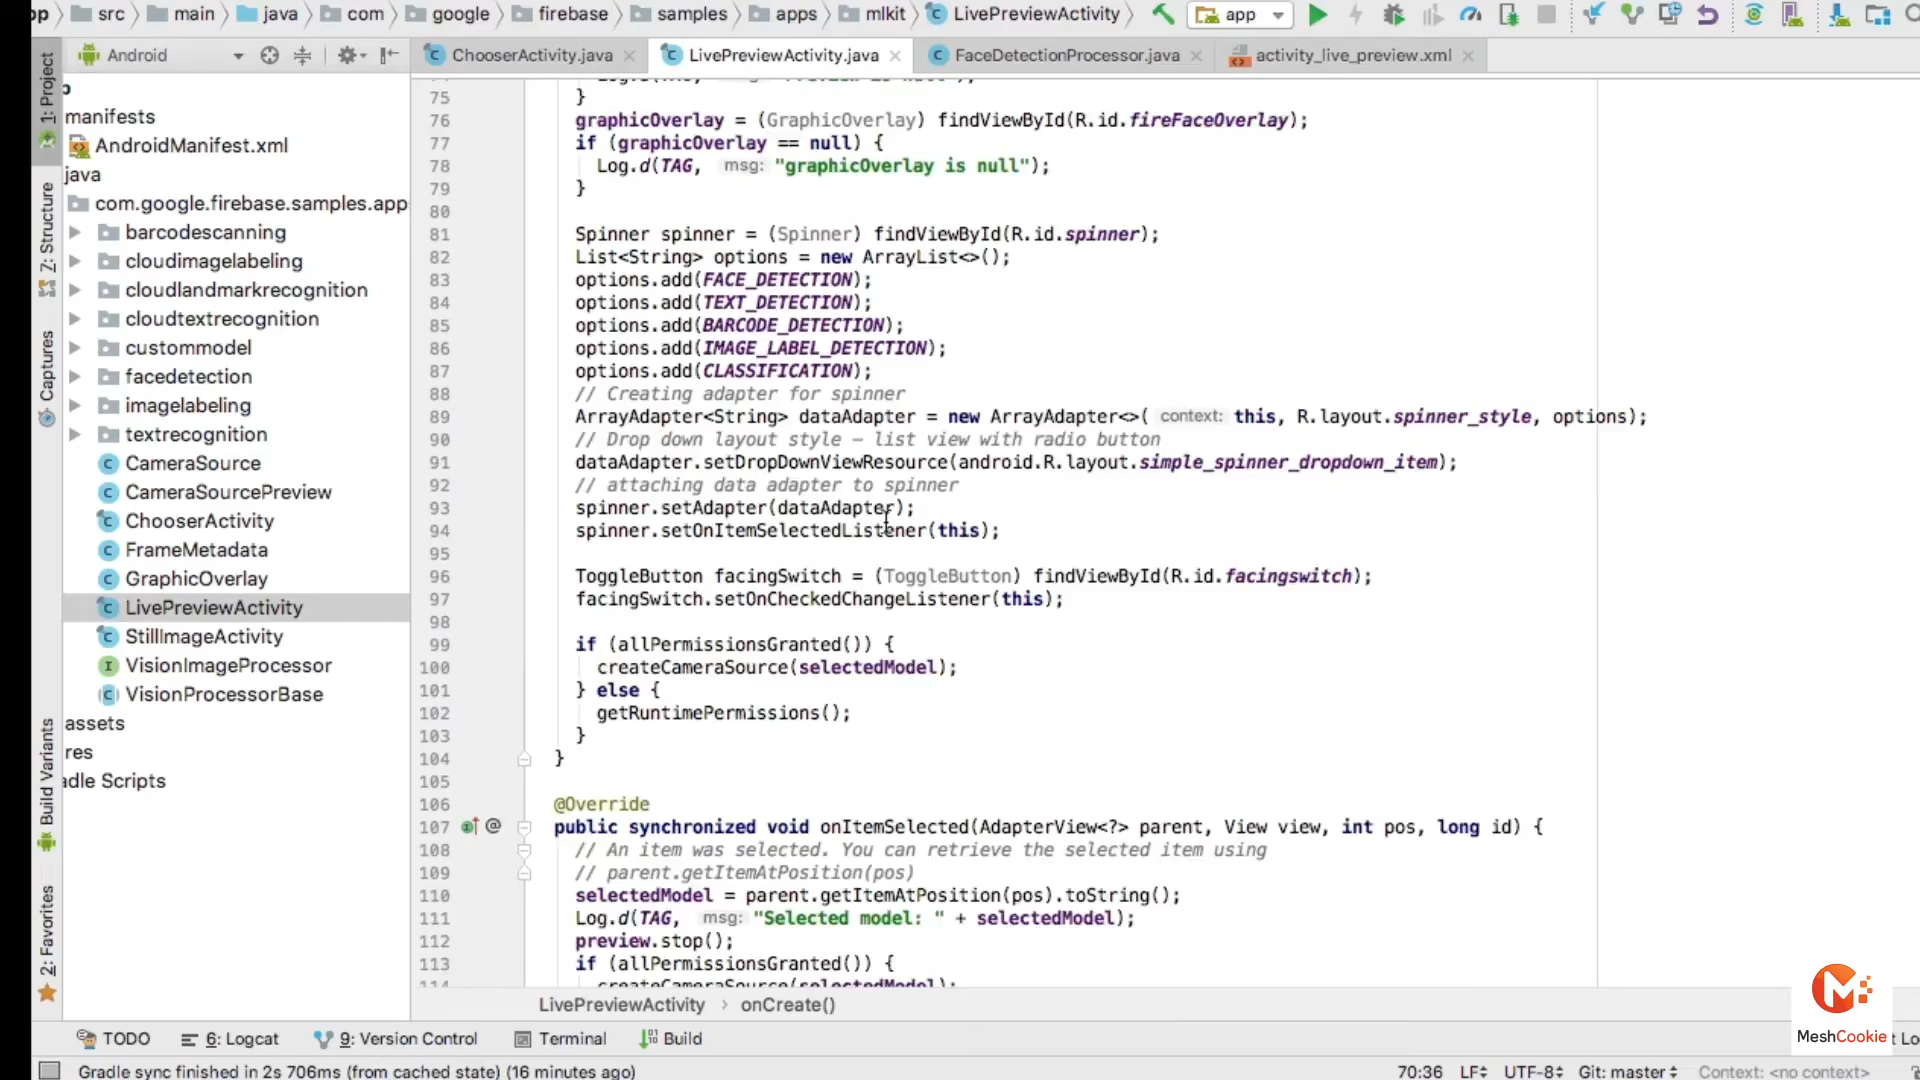 pp src main java com google firebase samples apps mlkit LivePreviewActivity app
Android ChooserActivity.java LivePreviewActivity.java FaceDetectionProcessor.java activity_live_preview.xml
1: Project
Z: Structure
Captures
Build Variants
2: Favorites
manifests
AndroidManifest.xml
java
com.google.firebase.samples.app
barcodescanning
cloudimagelabeling
cloudlandmarkrecognition
cloudtextrecognition
custommodel
facedetection
imagelabeling
textrecognition
CameraSource
CameraSourcePreview
ChooserActivity
FrameMetadata
GraphicOverlay
LivePreviewActivity
StillImageActivity
VisionImageProcessor
VisionProcessorBase
assets
res
adle Scripts
75 }
76 graphicOverlay = (GraphicOverlay) findViewById(R.id.fireFaceOverlay);
77 if (graphicOverlay == null) {
78 Log.d(TAG, msg: "graphicOverlay is null");
79 }
80
81 Spinner spinner = (Spinner) findViewById(R.id.spinner);
82 List<String> options = new ArrayList<>();
83 options.add(FACE_DETECTION);
84 options.add(TEXT_DETECTION);
85 options.add(BARCODE_DETECTION);
86 options.add(IMAGE_LABEL_DETECTION);
87 options.add(CLASSIFICATION);
88 // Creating adapter for spinner
89 ArrayAdapter<String> dataAdapter = new ArrayAdapter<>( context: this, R.layout.spinner_style, options);
90 // Drop down layout style – list view with radio button
91 dataAdapter.setDropDownViewResource(android.R.layout.simple_spinner_dropdown_item);
92 // attaching data adapter to spinner
93 spinner.setAdapter(dataAdapter);
94 spinner.setOnItemSelectedListener(this);
95
96 ToggleButton facingSwitch = (ToggleButton) findViewById(R.id.facingswitch);
97 facingSwitch.setOnCheckedChangeListener(this);
98
99 if (allPermissionsGranted()) {
100 createCameraSource(selectedModel);
101 } else {
102 getRuntimePermissions();
103 }
104 }
105
106 @Override
107 public synchronized void onItemSelected(AdapterView<?> parent, View view, int pos, long id) {
108 // An item was selected. You can retrieve the selected item using
109 // parent.getItemAtPosition(pos)
110 selectedModel = parent.getItemAtPosition(pos).toString();
111 Log.d(TAG, msg: "Selected model: " + selectedModel);
112 preview.stop();
113 if (allPermissionsGranted()) {
114 createCameraSource(selectedModel);
LivePreviewActivity › onCreate()
MeshCookie
TODO 6: Logcat 9: Version Control Terminal Build
Gradle sync finished in 2s 706ms (from cached state) (16 minutes ago) 70:36 LF UTF-8 Git: master Context: <no context>